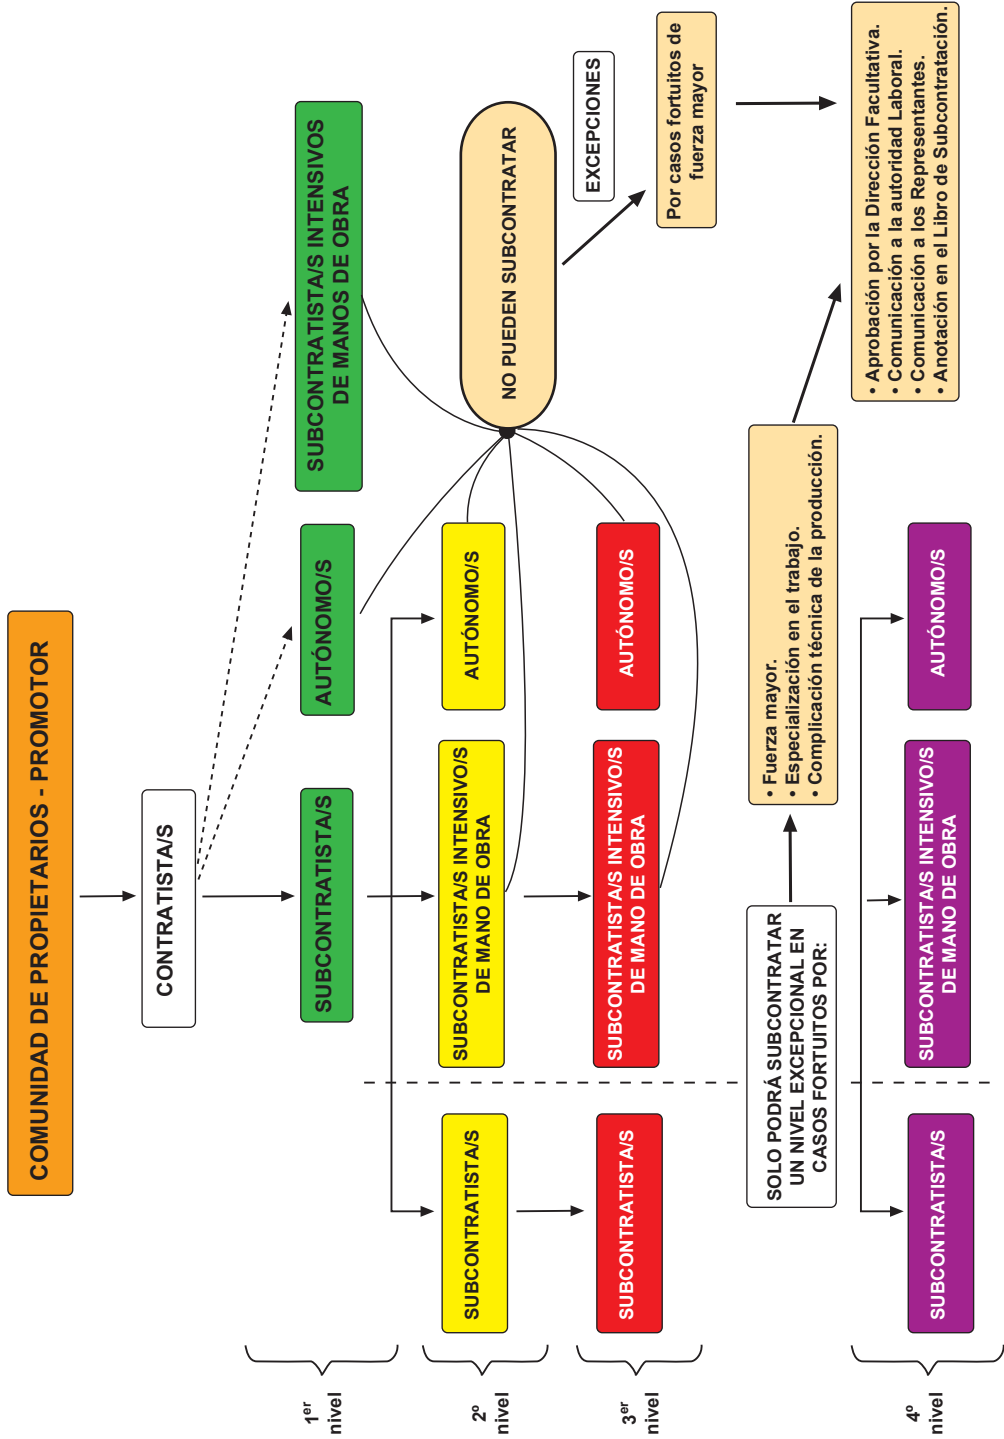 COMUNIDAD DE PROPIETARIOS - PROMOTOR
CONTRATISTA/S
1er
nivel
SUBCONTRATISTA/S
AUTÓNOMO/S
SUBCONTRATISTA/S INTENSIVOS
DE MANOS DE OBRA
2º
nivel
SUBCONTRATISTA/S
SUBCONTRATISTA/S INTENSIVO/S
DE MANO DE OBRA
AUTÓNOMO/S
NO PUEDEN SUBCONTRATAR
EXCEPCIONES
3er
nivel
SUBCONTRATISTA/S
SUBCONTRATISTA/S INTENSIVO/S
DE MANO DE OBRA
AUTÓNOMO/S
Por casos fortuitos de
fuerza mayor
SOLO PODRÁ SUBCONTRATAR
UN NIVEL EXCEPCIONAL EN
CASOS FORTUITOS POR:
• Fuerza mayor.
• Especialización en el trabajo.
• Complicación técnica de la producción.
• Aprobación por la Dirección Facultativa.
• Comunicación a la autoridad Laboral.
• Comunicación a los Representantes.
• Anotación en el Libro de Subcontratación.
4º
nivel
SUBCONTRATISTA/S
SUBCONTRATISTA/S INTENSIVO/S
DE MANO DE OBRA
AUTÓNOMO/S